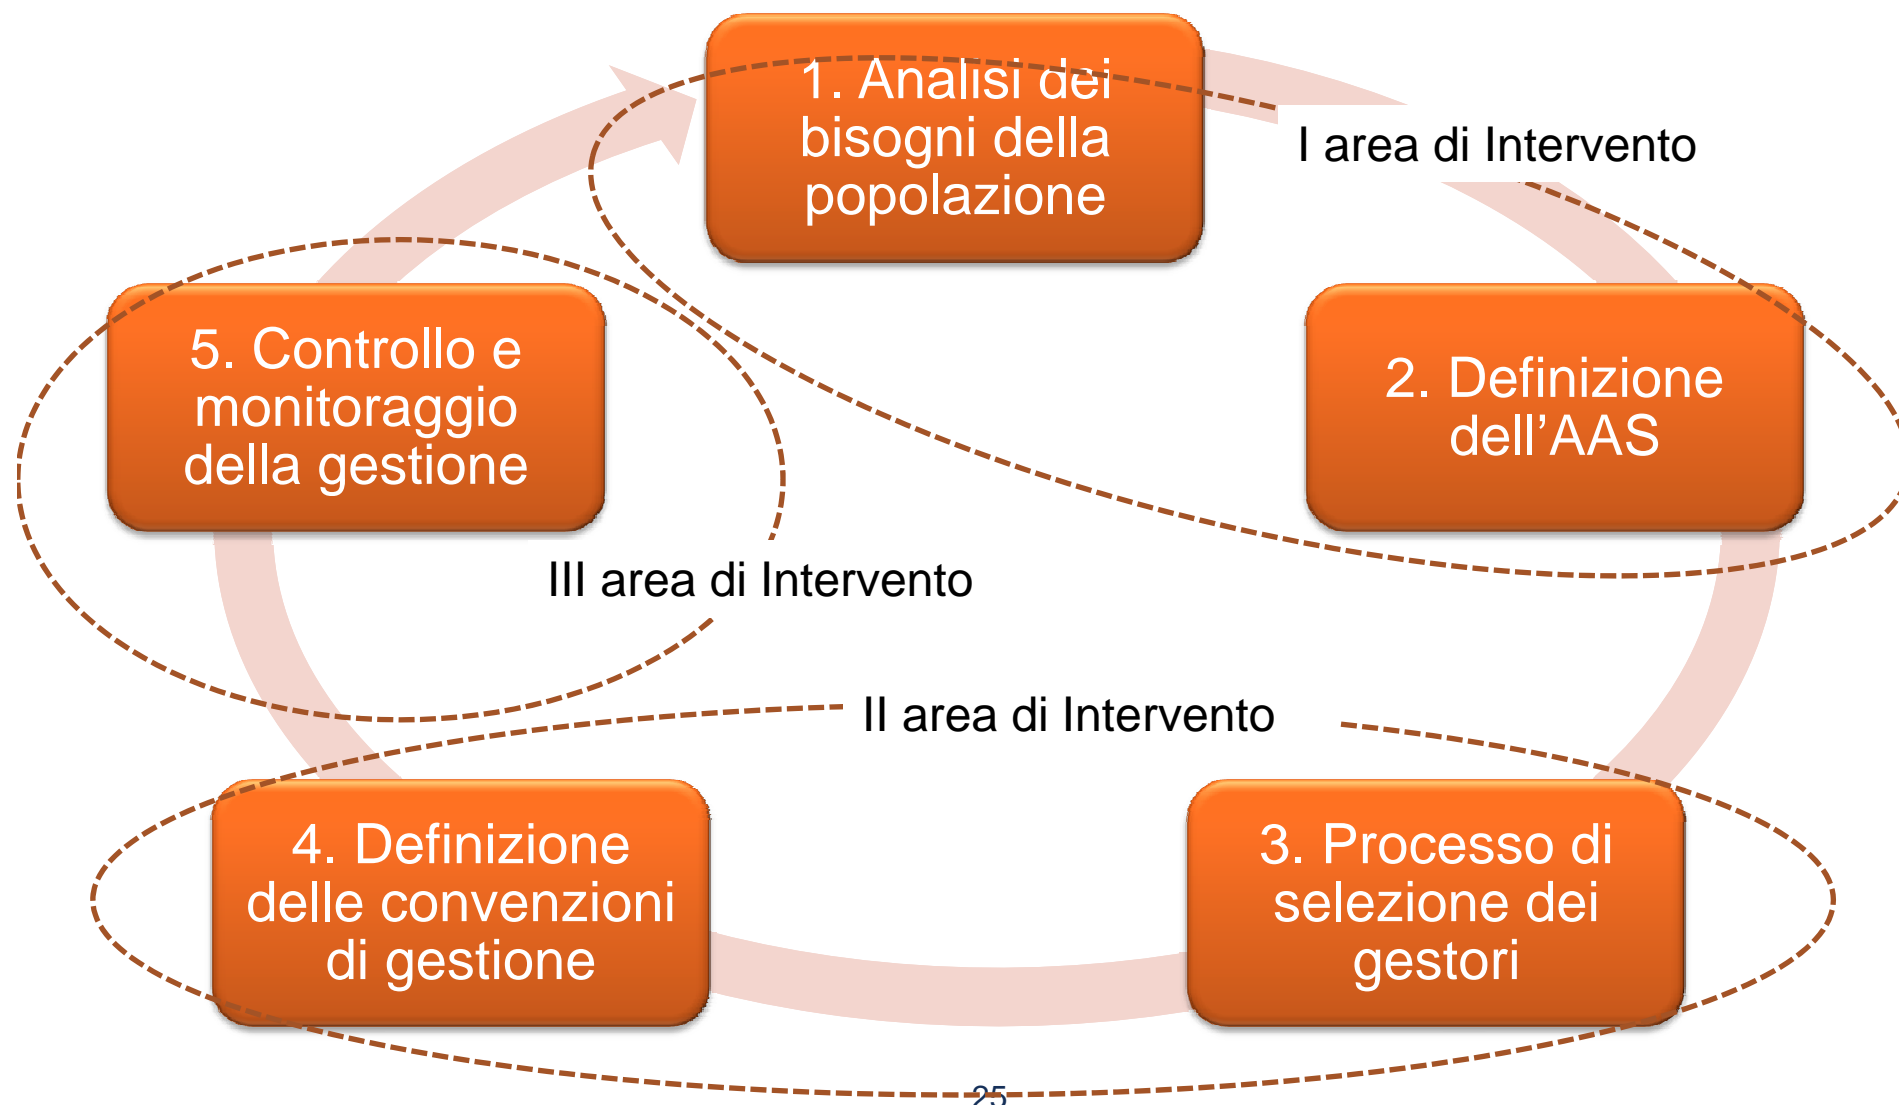 1. Analisi dei
bisogni della
popolazione
I area di Intervento
2. Definizione
dell’AAS
5. Controllo e
monitoraggio
della gestione
III area di Intervento
II area di Intervento
4. Definizione
delle convenzioni
di gestione
3. Processo di
selezione dei
gestori
25